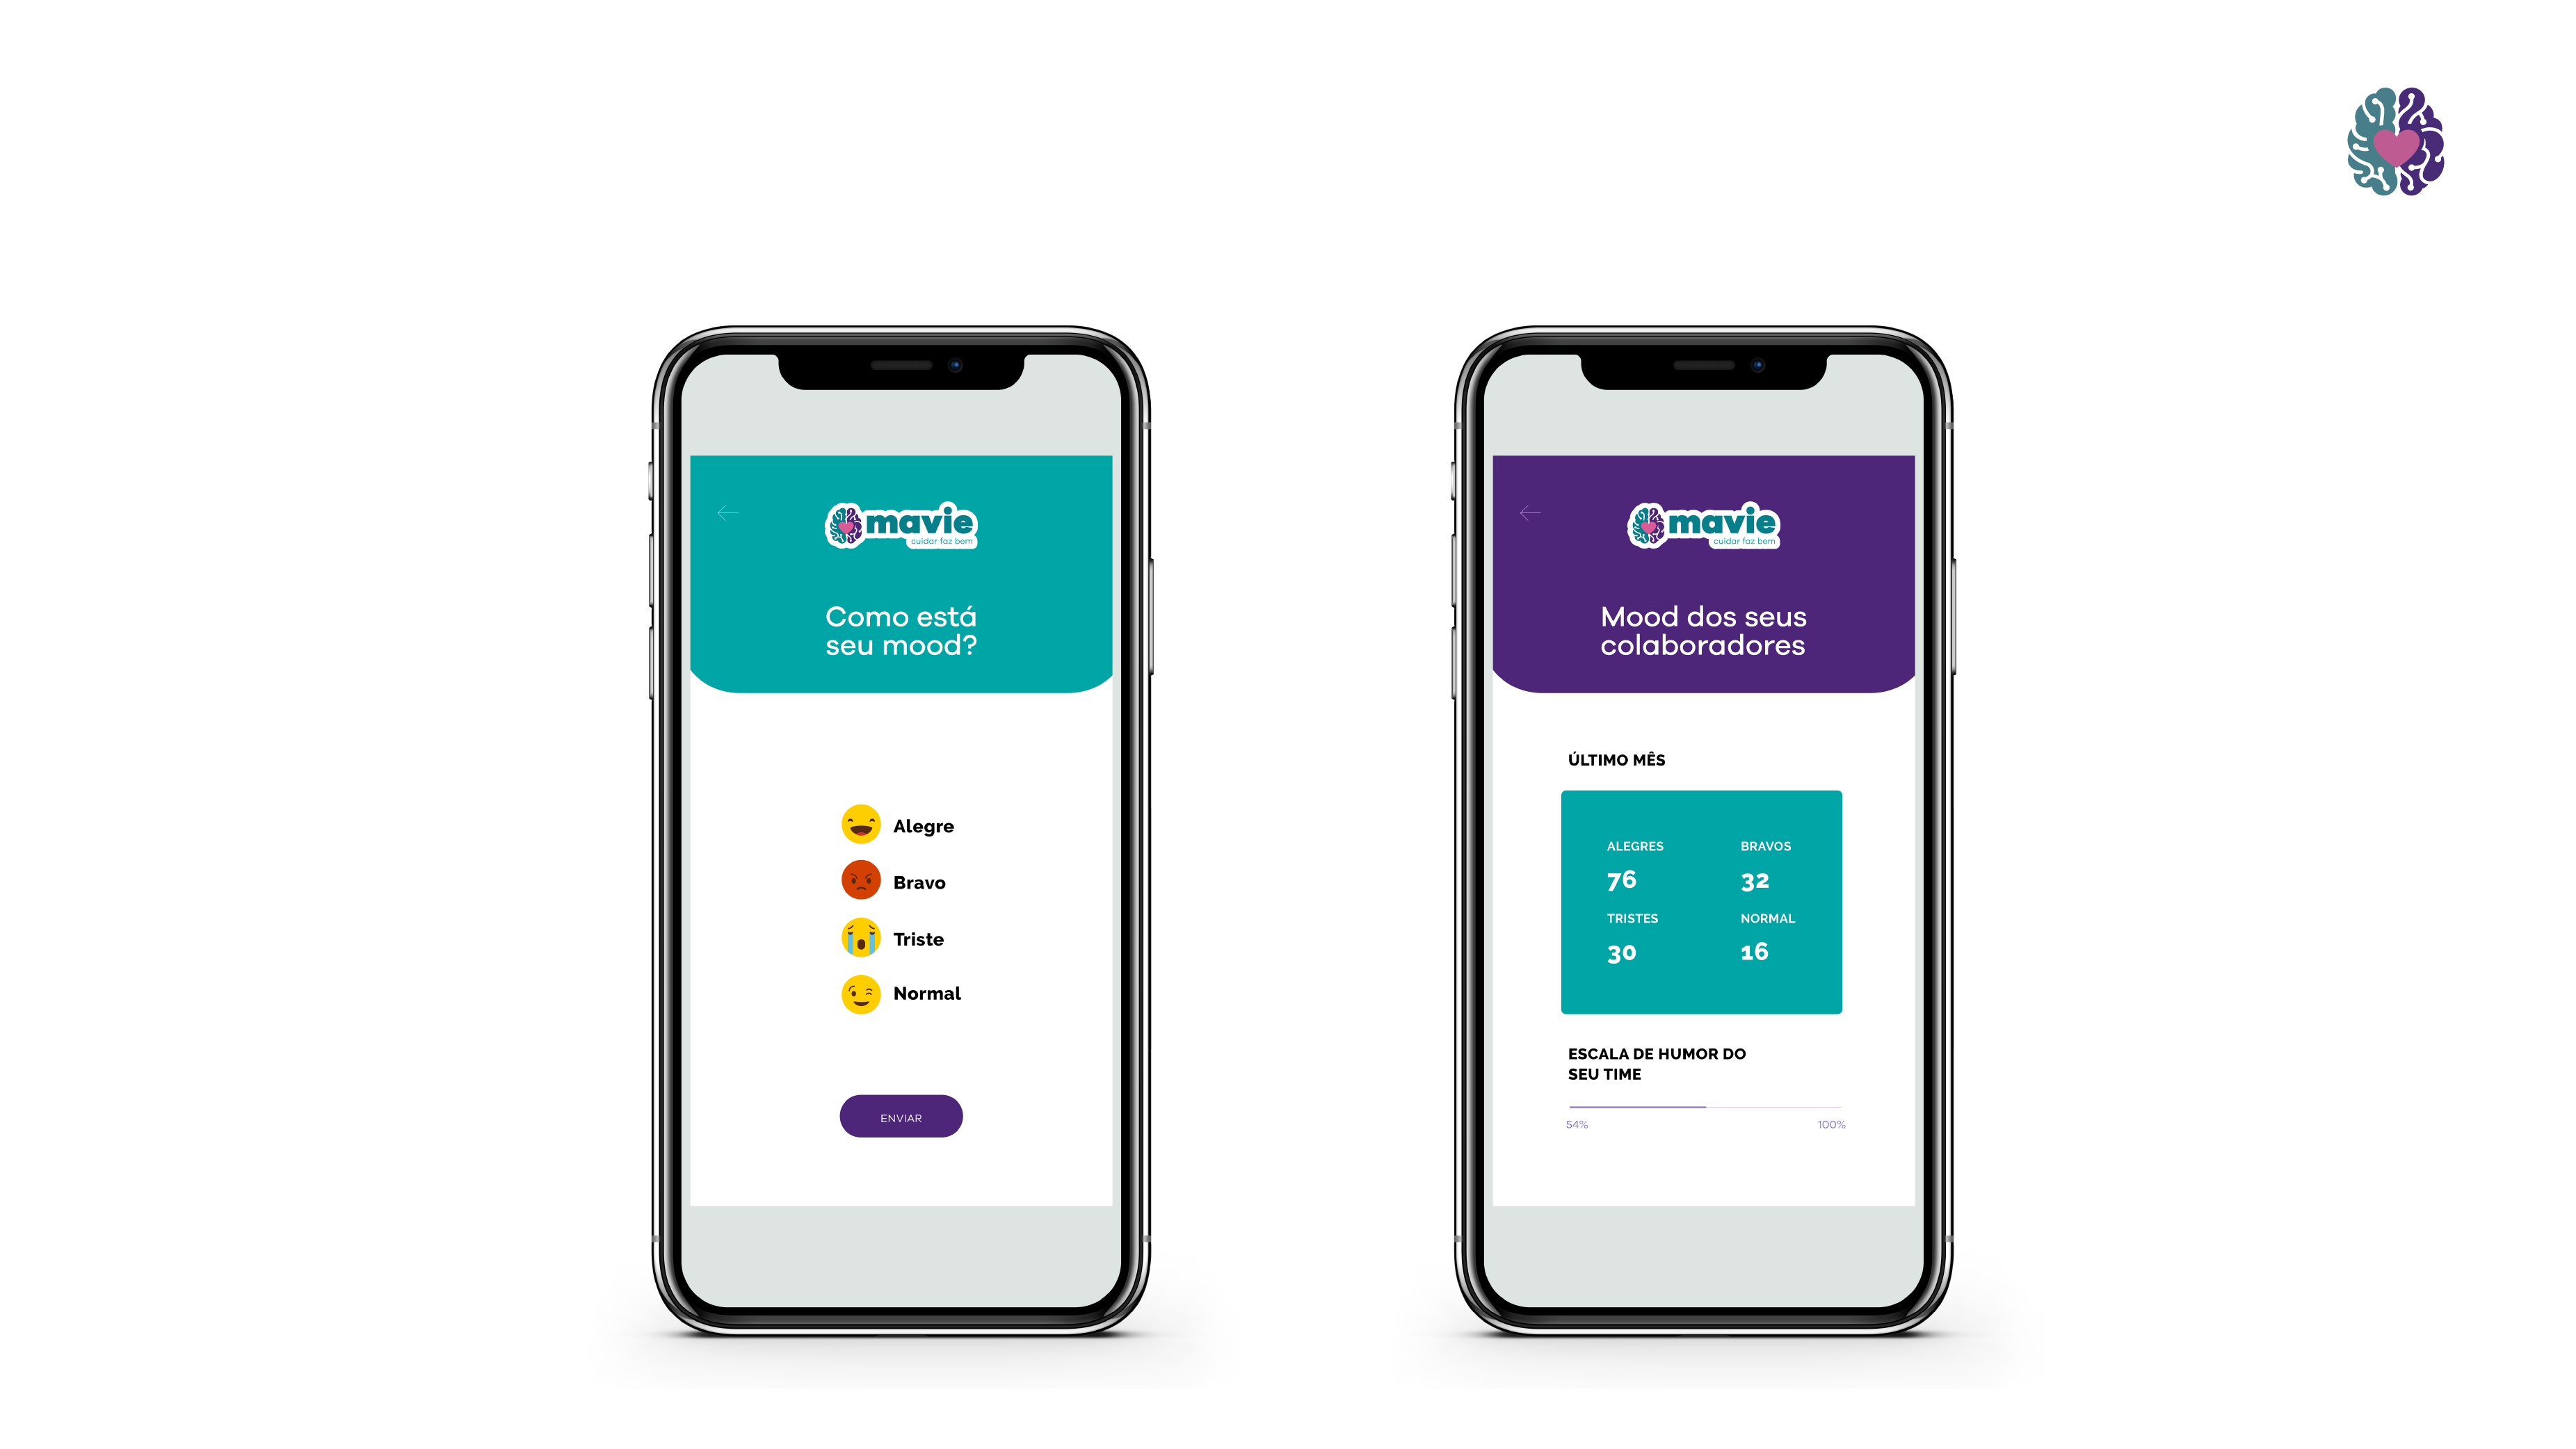 mavie
cuidar faz bem
Como está
seu mood?
Alegre
Bravo
Triste
Normal
ENVIAR
mavie
cuidar faz bem
Mood dos seus
colaboradores
ÚLTIMO MÊS
ALEGRES BRAVOS
76 32
TRISTES NORMAL
30 16
ESCALA DE HUMOR DO
SEU TIME
54% 100%